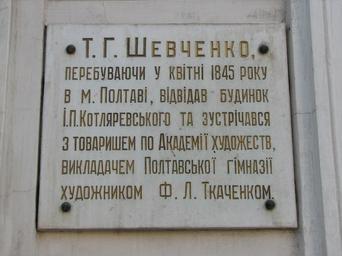 Т. Г. Шевченко,
перебуваючи у квітні 1845 року
в м. Полтаві, відвідав будинок
І.П.Котляревського та зустрічався
з товаришем по Академії художеств,
викладачем Полтавської гімназії
художником Ф. Л. Ткаченком.